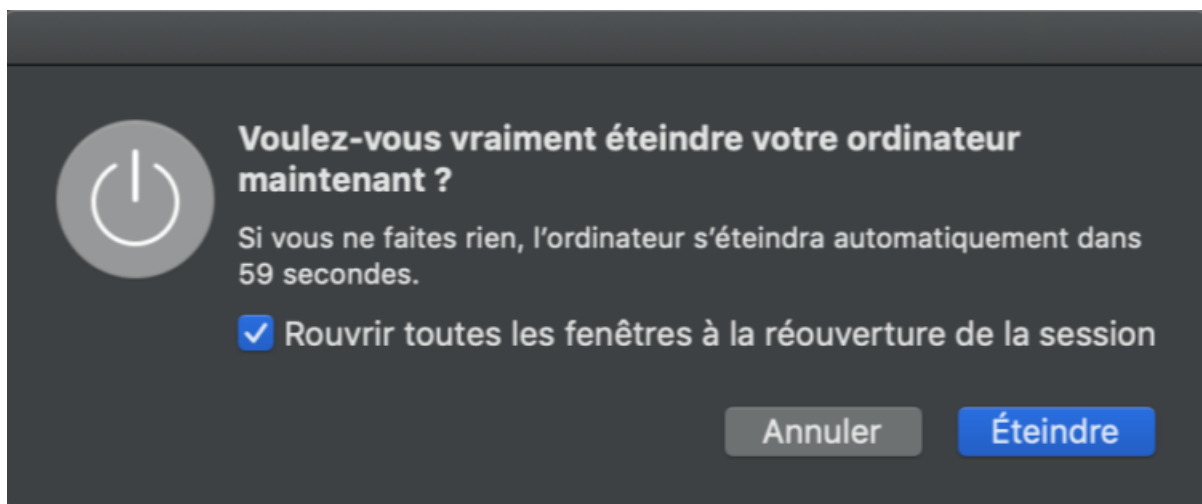 Voulez-vous vraiment éteindre votre ordinateur
maintenant ?
Si vous ne faites rien, l’ordinateur s’éteindra automatiquement dans
59 secondes.
Rouvrir toutes les fenêtres à la réouverture de la session
Annuler Éteindre